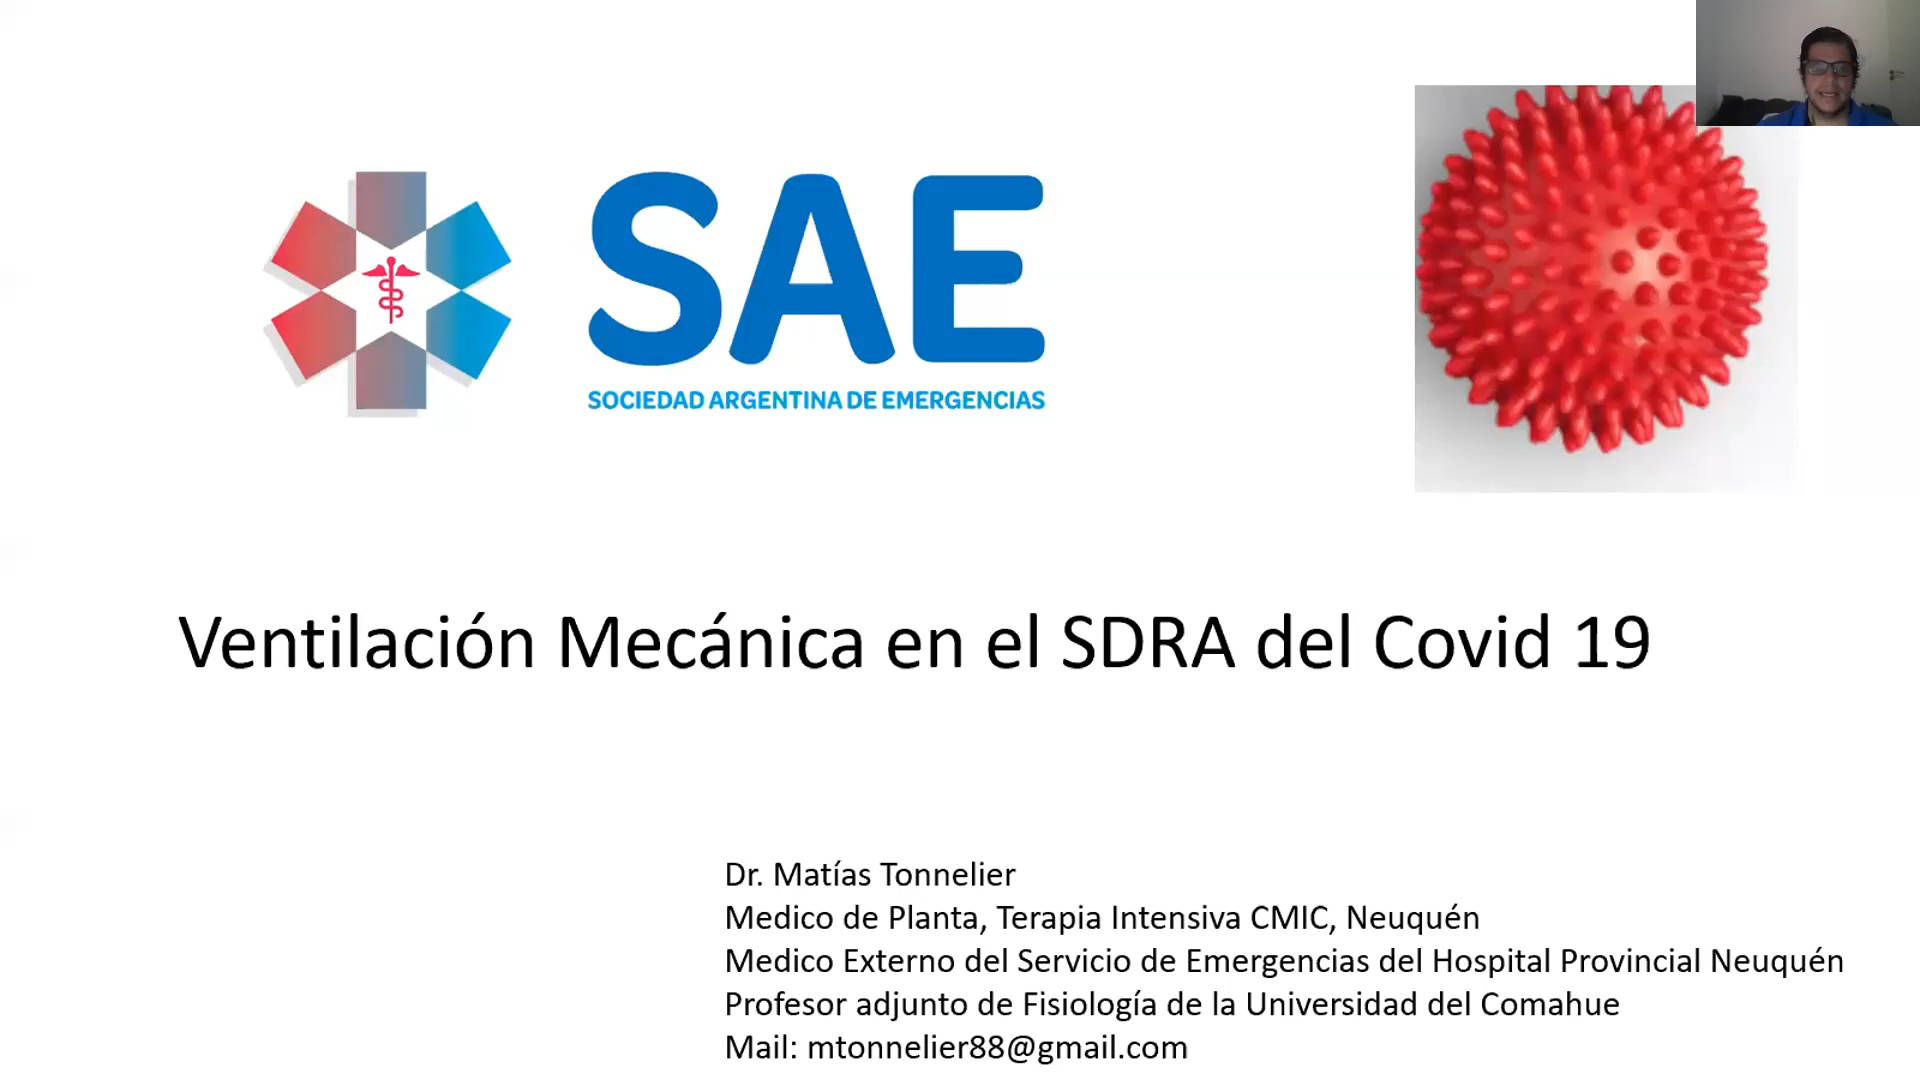 SAE
SOCIEDAD ARGENTINA DE EMERGENCIAS
Ventilación Mecánica en el SDRA del Covid 19
Dr. Matías Tonnelier
Medico de Planta, Terapia Intensiva CMIC, Neuquén
Medico Externo del Servicio de Emergencias del Hospital Provincial Neuquén
Profesor adjunto de Fisiología de la Universidad del Comahue
Mail: mtonnelier88@gmail.com